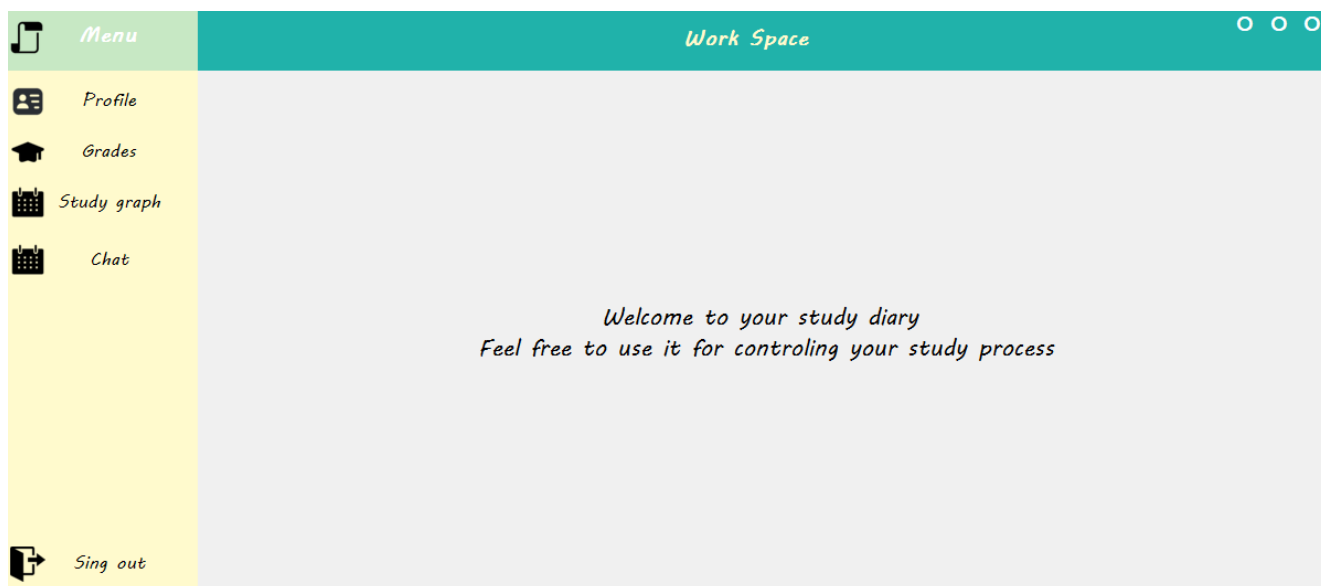 Menu
Work Space
Profile
Grades
Study graph
Chat
Welcome to your study diary
Feel free to use it for controling your study process
Sing out